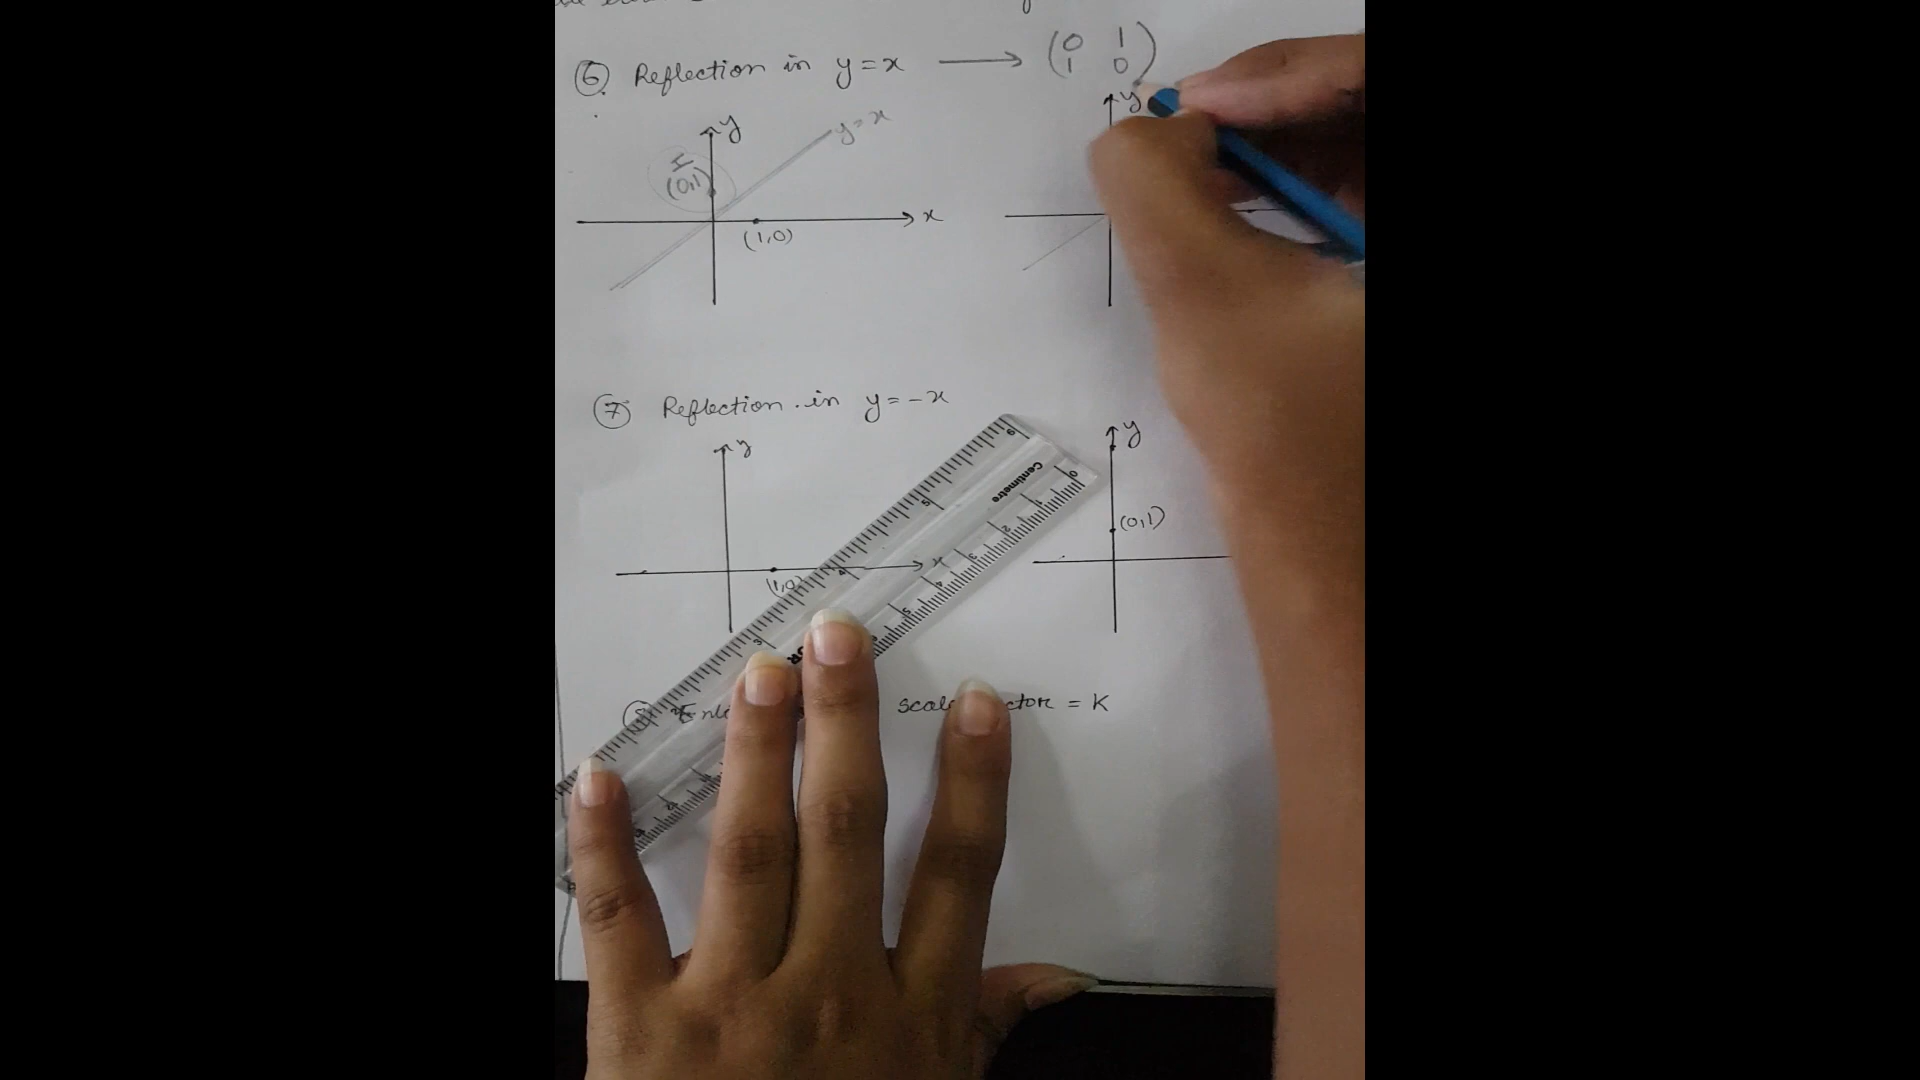 ⑥ Reflection in y = x ⟶ (0 1
1 0)
y
y = x
I
(0,1)
x
(1,0)
y
⑦ Reflection in y = - x
y
x
(1,0)
y
(0,1)
Centimetre
scale = K